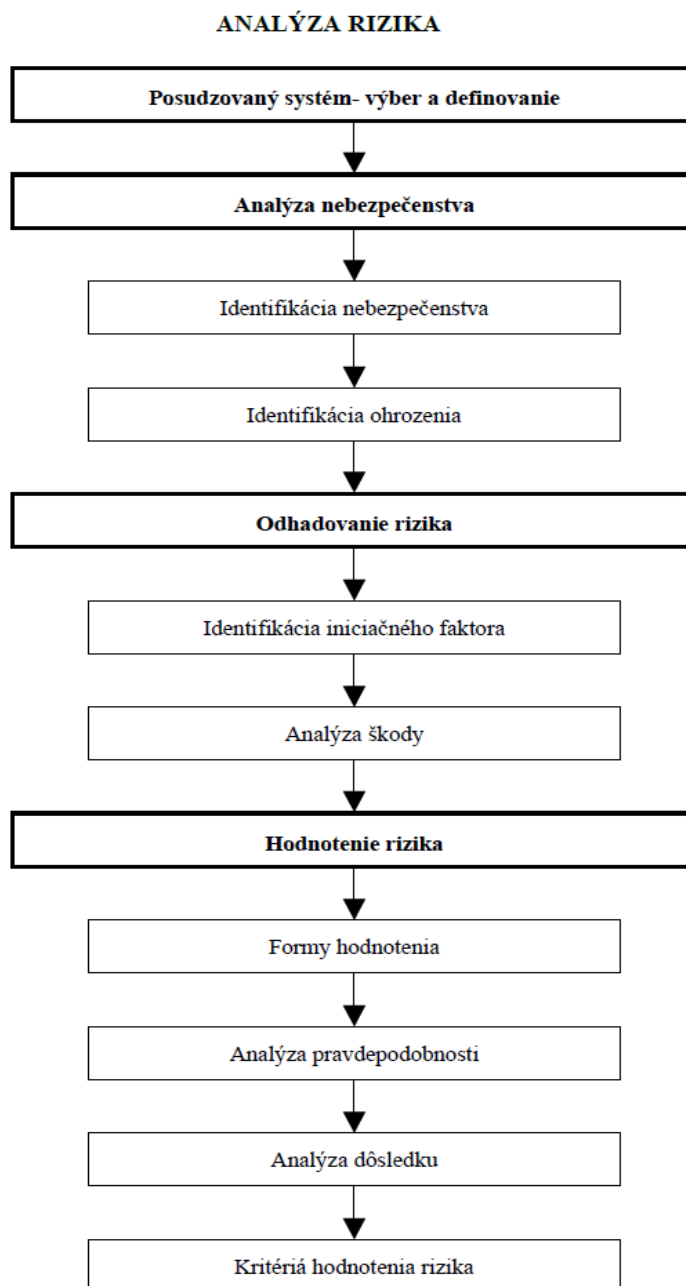 ANALÝZA RIZIKA
Posudzovaný systém- výber a definovanie
Analýza nebezpečenstva
Identifikácia nebezpečenstva
Identifikácia ohrozenia
Odhadovanie rizika
Identifikácia iniciačného faktora
Analýza škody
Hodnotenie rizika
Formy hodnotenia
Analýza pravdepodobnosti
Analýza dôsledku
Kritériá hodnotenia rizika